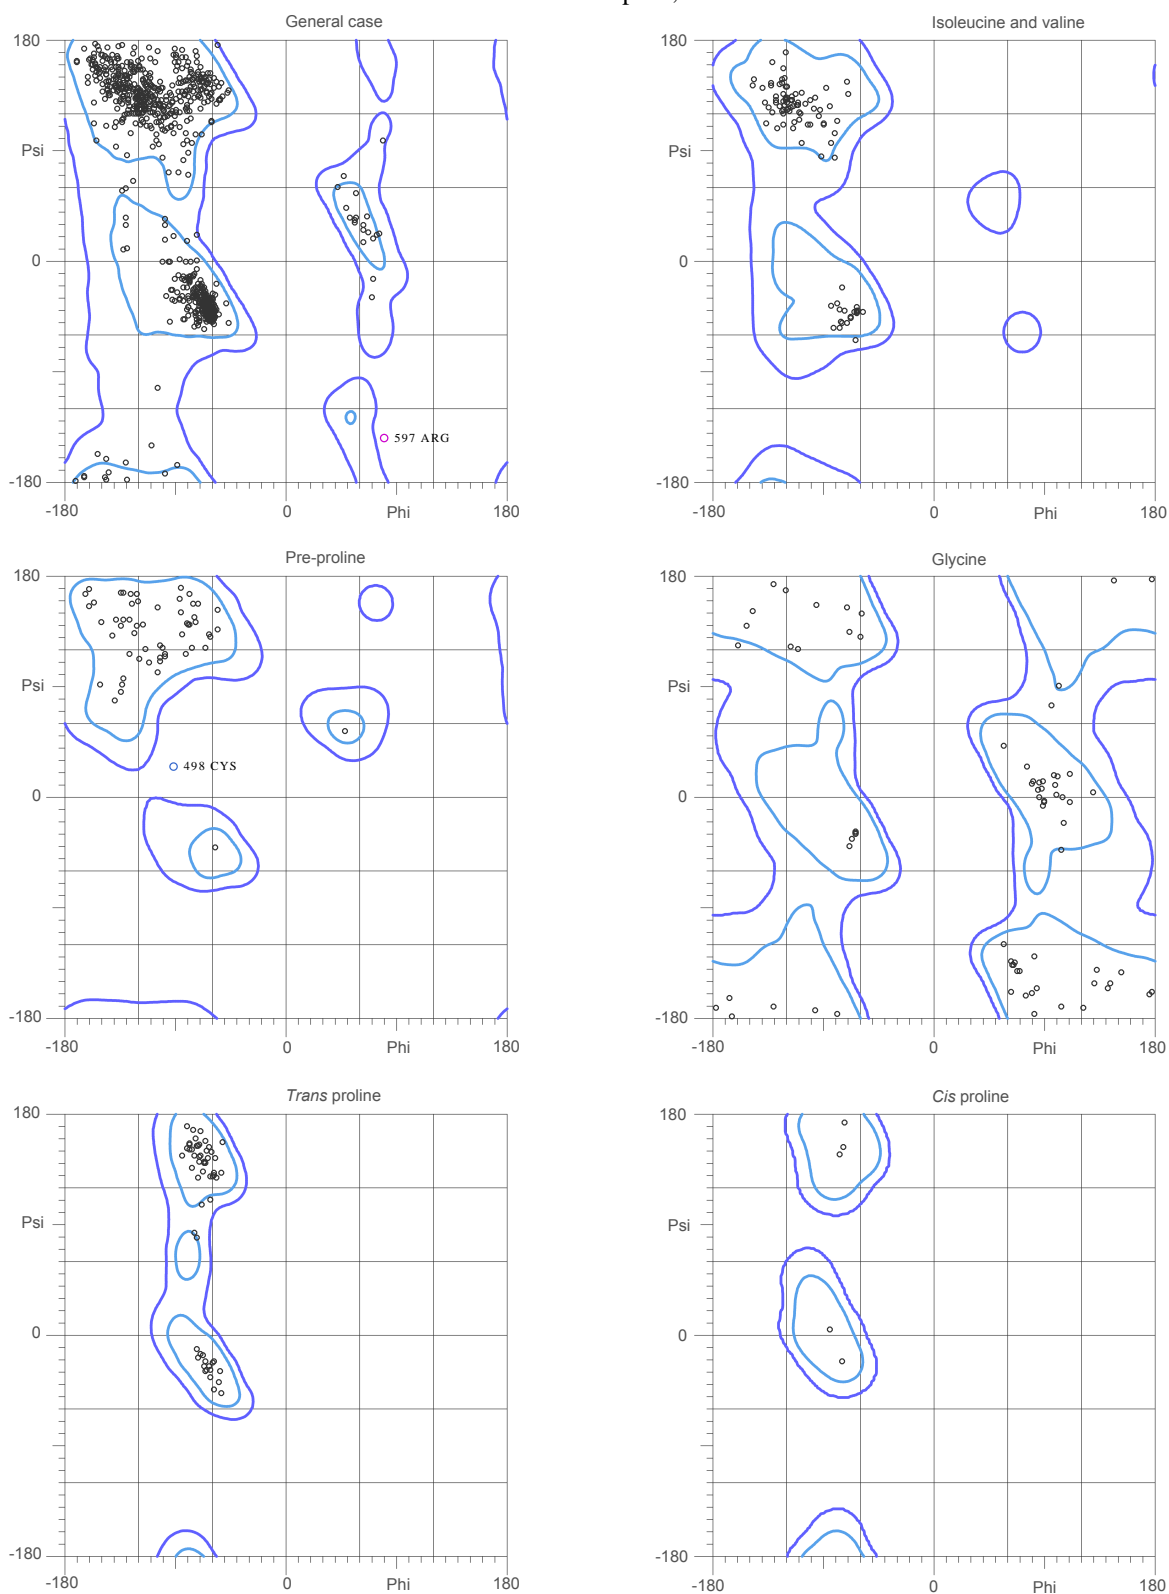 General case
180
Psi
0
-180
-180
0
Phi
180
597 ARG
Isoleucine and valine
180
Psi
0
-180
-180
0
Phi
180
Pre-proline
180
Psi
0
-180
-180
0
Phi
180
498 CYS
Glycine
180
Psi
0
-180
-180
0
Phi
180
Trans proline
180
Psi
0
-180
-180
0
Phi
180
Cis proline
180
Psi
0
-180
-180
0
Phi
180